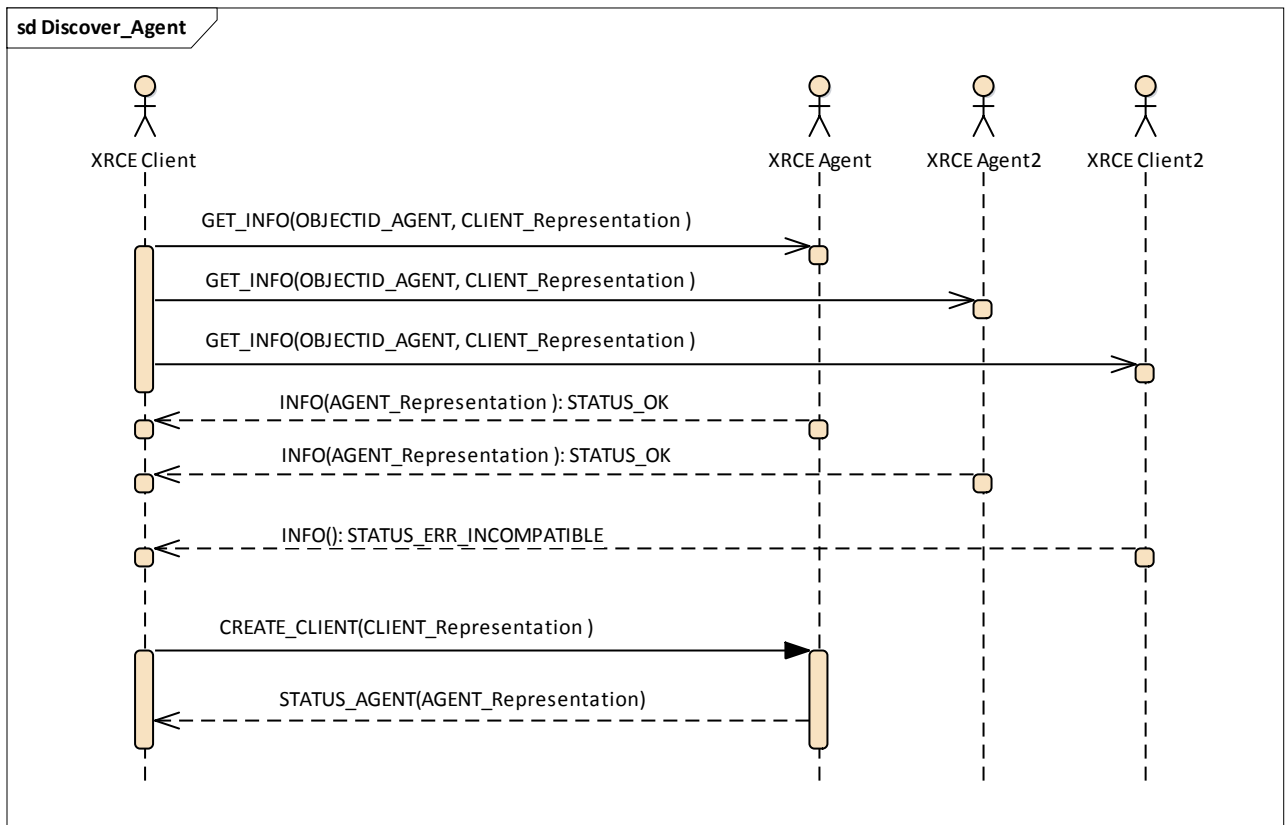 sd Discover_Agent
XRCE Client
XRCE Agent
XRCE Agent2
XRCE Client2
GET_INFO(OBJECTID_AGENT, CLIENT_Representation )
GET_INFO(OBJECTID_AGENT, CLIENT_Representation )
GET_INFO(OBJECTID_AGENT, CLIENT_Representation )
INFO(AGENT_Representation ): STATUS_OK
INFO(AGENT_Representation ): STATUS_OK
INFO(): STATUS_ERR_INCOMPATIBLE
CREATE_CLIENT(CLIENT_Representation )
STATUS_AGENT(AGENT_Representation)